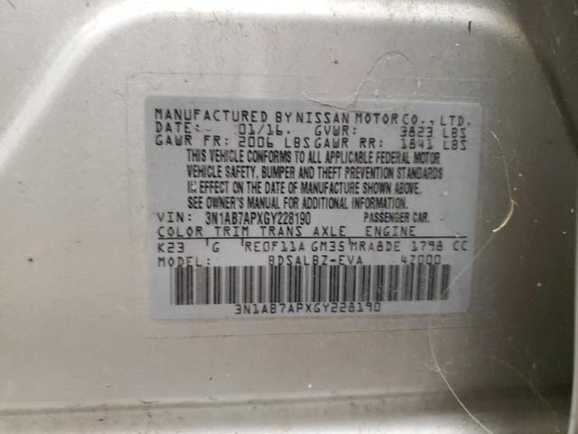 MANUFACTURED BY NISSAN MOTOR CO., LTD.
DATE: 01/16. GVWR: 3823 LBS
GAWR FR: 2006 LBS GAWR RR: 1841 LBS
THIS VEHICLE CONFORMS TO ALL APPLICABLE FEDERAL MOTOR
VEHICLE SAFETY, BUMPER AND THEFT PREVENTION STANDARDS
IN EFFECT ON THE DATE OF MANUFACTURE SHOWN ABOVE.
SEE OWNER'S MANUAL FOR ADDITIONAL INFORMATION
VIN: 3N1AB7APXGY228190 PASSENGER CAR
COLOR TRIM TRANS AXLE ENGINE
K23 G RE0F11A GM35 MRA8DE 1798 CC
MODEL: BDSALBZ-EVA 47000
3N1AB7APXGY228190